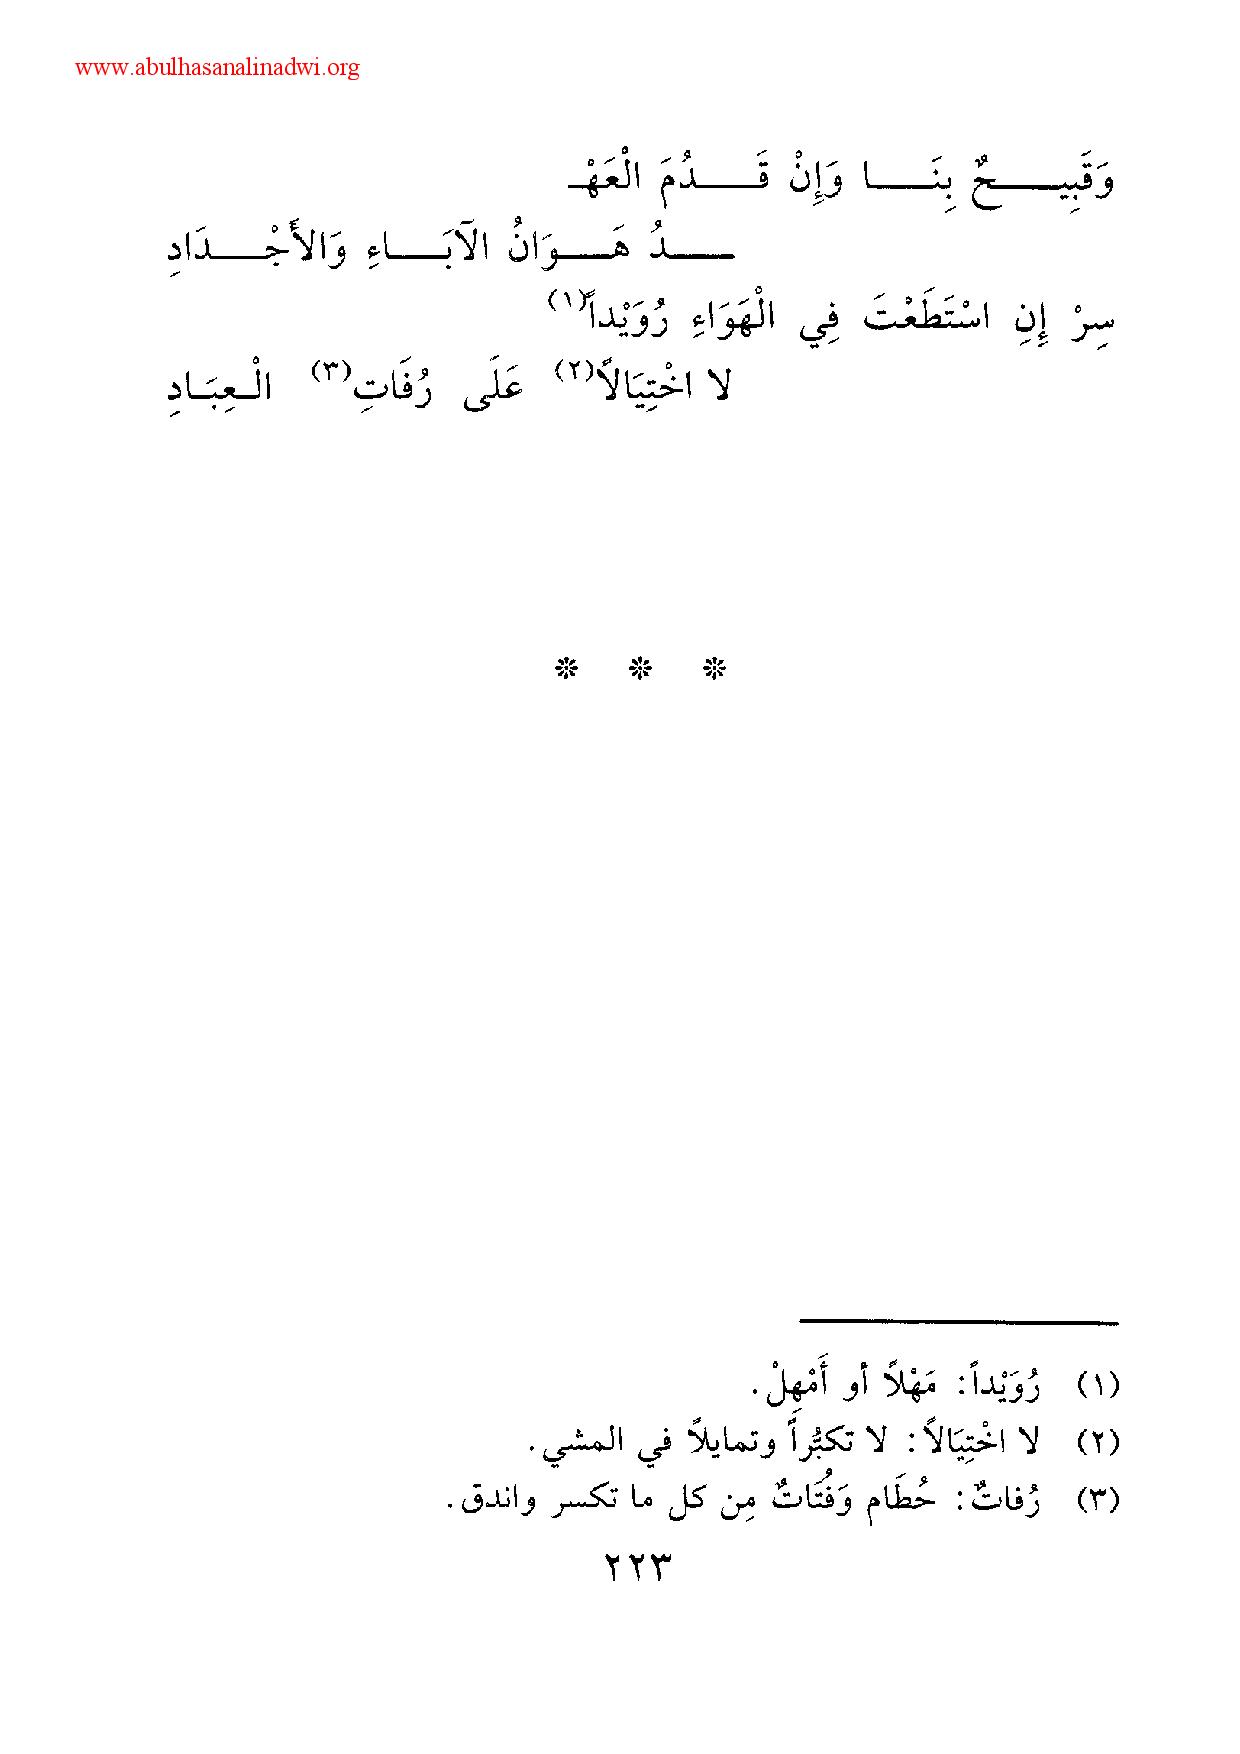 www.abulhasanalinadwi.org
وَقَبِيـــحٌ بِنَـــا وَإِنْ قَـــدُمَ الْعَهْـ
ـــدُ هَـــوَانُ الآبَـــاءِ وَالأَجْـــدَادِ
سِرْ إِنِ اسْتَطَعْتَ فِي الْهَوَاءِ رُوَيْداً(١)
لا اخْتِيَالاً(٢) عَلَى رُفَاتِ(٣) الْـعِبَـادِ
❊ ❊ ❊
(١) رُوَيْداً: مَهْلاً أو أَمْهِلْ.
(٢) لا اخْتِيَالاً: لا تكبُّراً وتمايلاً في المشي.
(٣) رُفاتٌ: حُطَام وَفُتَاتٌ مِن كل ما تكسر واندق.
٢٢٣